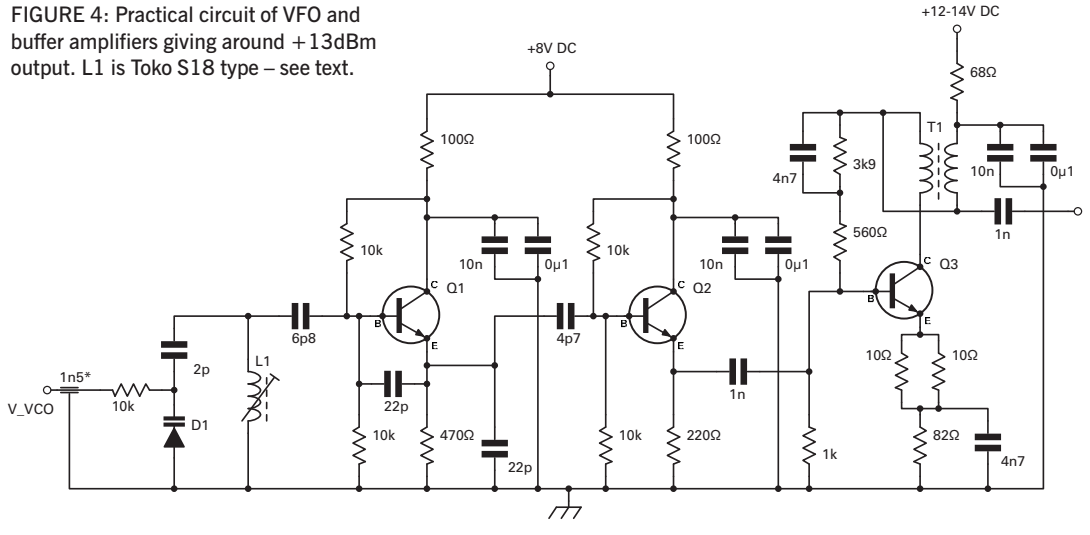 FIGURE 4: Practical circuit of VFO and
buffer amplifiers giving around +13dBm
output. L1 is Toko S18 type – see text.
+12-14V DC
+8V DC
68Ω
100Ω
100Ω
T1
4n7
3k9
10n
0µ1
10k
10k
560Ω
1n
10n
0µ1
10n
0µ1
C
Q1
C
Q2
C
Q3
B
B
B
6p8
4p7
E
E
E
2p
L1
10Ω
10Ω
1n5*
V_VCO
10k
22p
1n
D1
10k
470Ω
22p
10k
220Ω
1k
82Ω
4n7